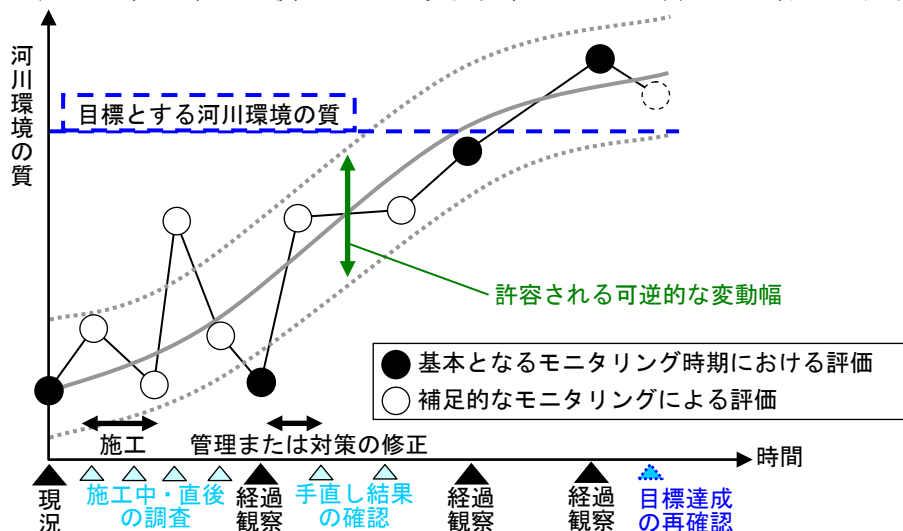 河川環境の質
目標とする河川環境の質
許容される可逆的な変動幅
● 基本となるモニタリング時期における評価
○ 補足的なモニタリングによる評価
施工
管理または対策の修正
時間
現況
施工中・直後
の調査
経過
観察
手直し結果
の確認
経過
観察
経過
観察
目標達成
の再確認